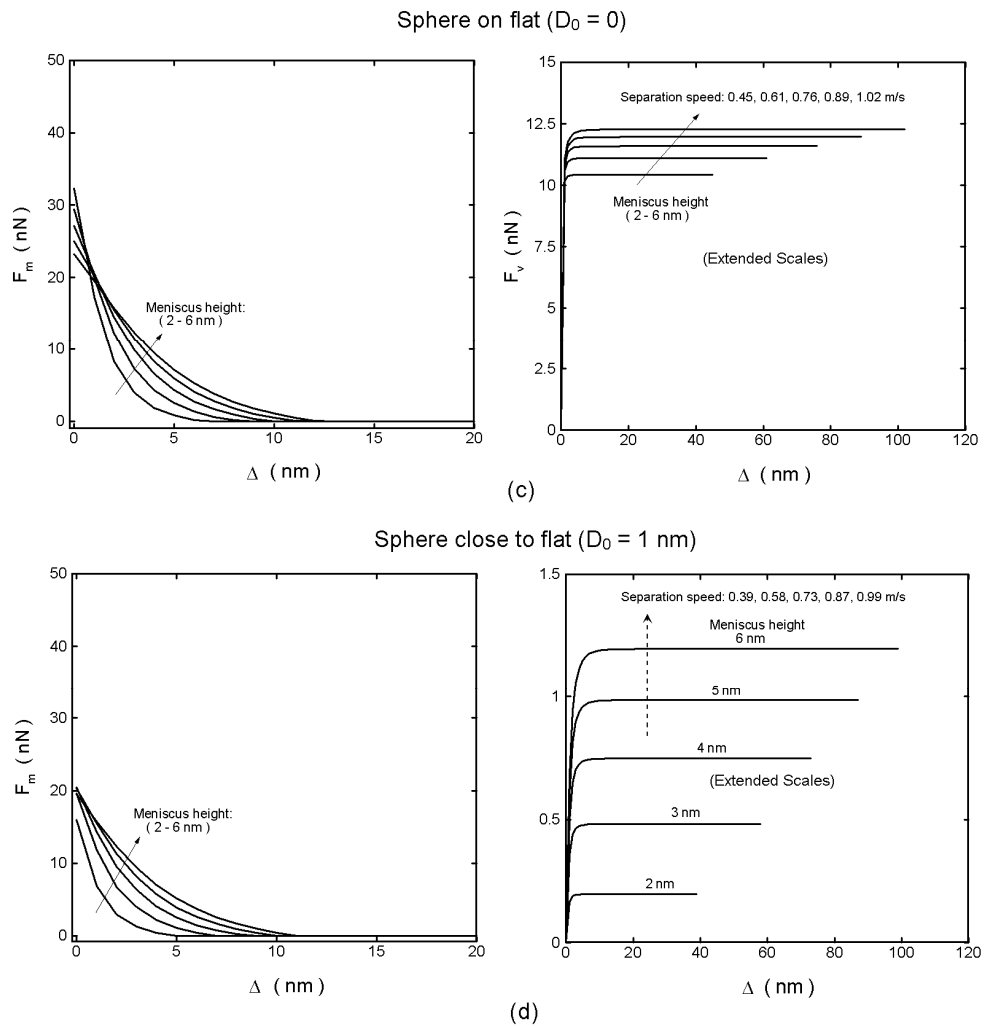 Sphere on flat (D₀ = 0)
50
40
30
20
10
0
Fₘ ( nN )
Meniscus height:
( 2 - 6 nm )
0
5
10
15
20
Δ ( nm )
15
12.5
10
7.5
5
2.5
0
Fᵥ ( nN )
Separation speed: 0.45, 0.61, 0.76, 0.89, 1.02 m/s
Meniscus height
( 2 - 6 nm )
(Extended Scales)
0
20
40
60
80
100
120
Δ ( nm )
(c)
Sphere close to flat (D₀ = 1 nm)
50
40
30
20
10
0
Fₘ ( nN )
Meniscus height:
( 2 - 6 nm )
0
5
10
15
20
Δ ( nm )
1.5
1
0.5
0
Fᵥ ( nN )
Separation speed: 0.39, 0.58, 0.73, 0.87, 0.99 m/s
Meniscus height
6 nm
5 nm
4 nm
(Extended Scales)
3 nm
2 nm
0
20
40
60
80
100
120
Δ ( nm )
(d)